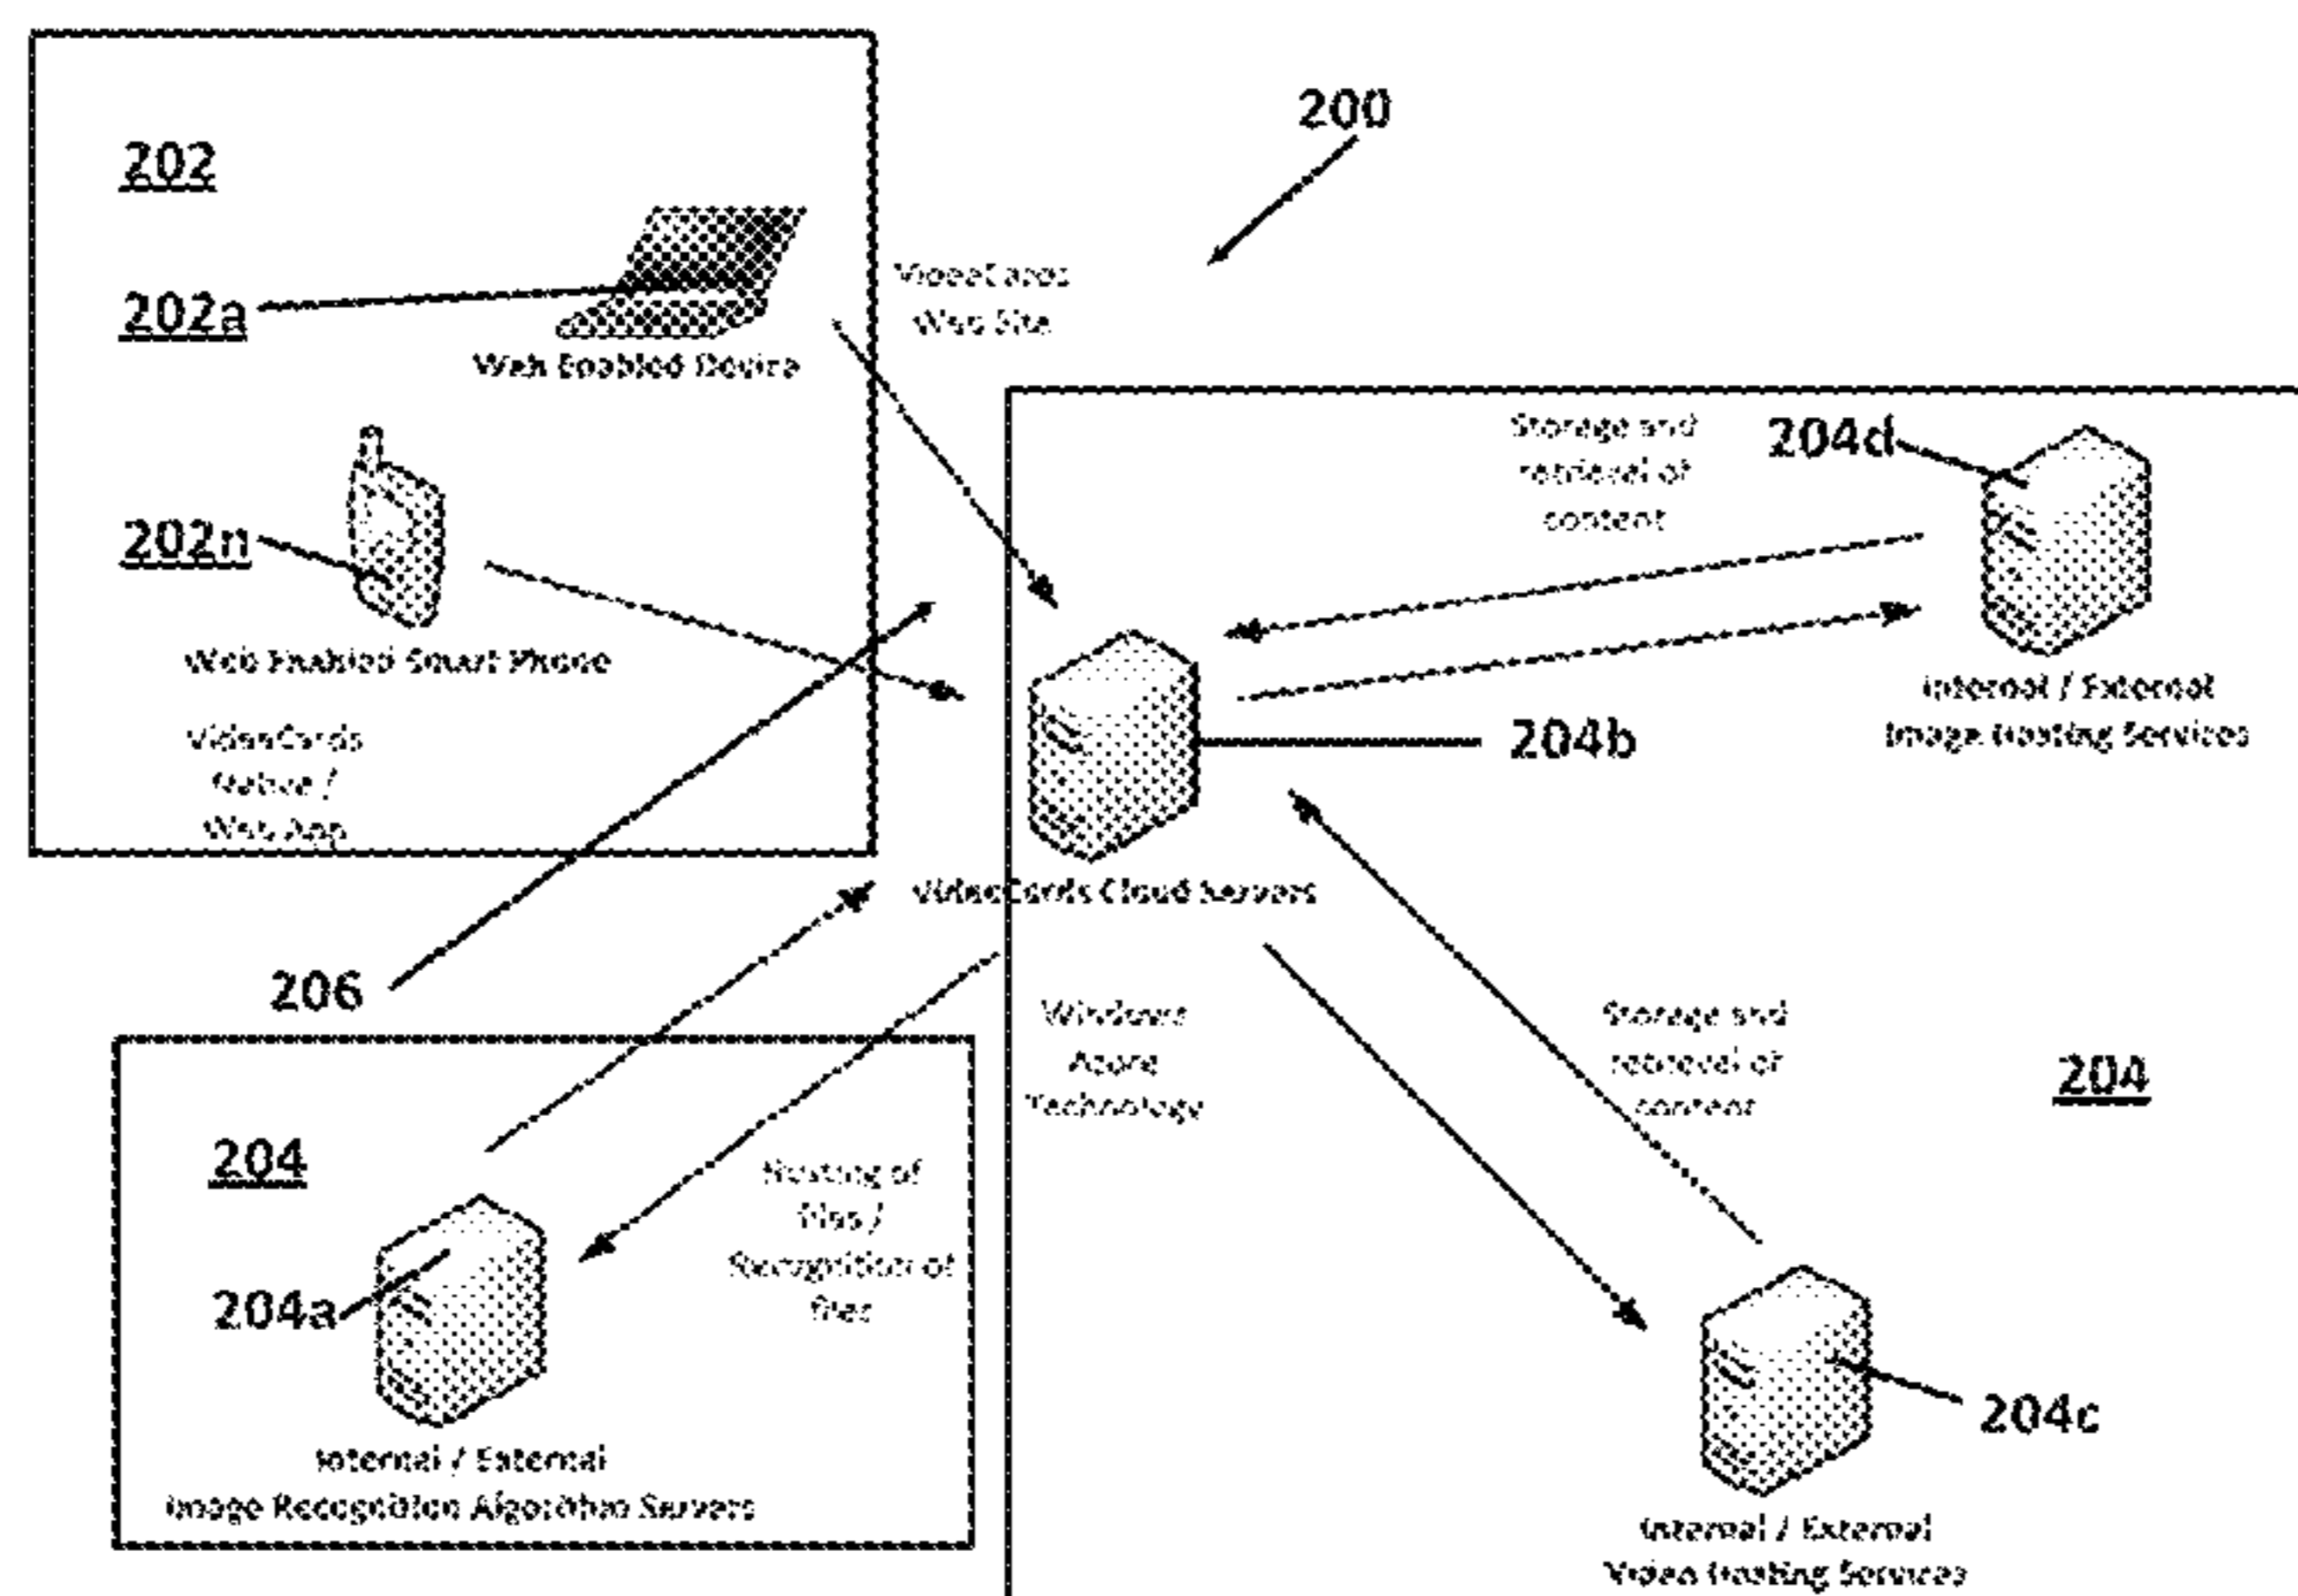 200
202
202a
VideoCards
Web Site
Web Enabled Device
Storage and
retrieval of
content
204d
202n
Web Enabled Smart Phone
Internal / External
Image Hosting Services
VideoCards
Native /
Web App
204b
VideoCards Cloud Servers
206
Windows
Azure
Technology
Storage and
retrieval of
content
204
204
Hosting of
files /
Recognition of
files
204a
204c
Internal / External
Image Recognition Algorithm Servers
Internal / External
Video Hosting Services